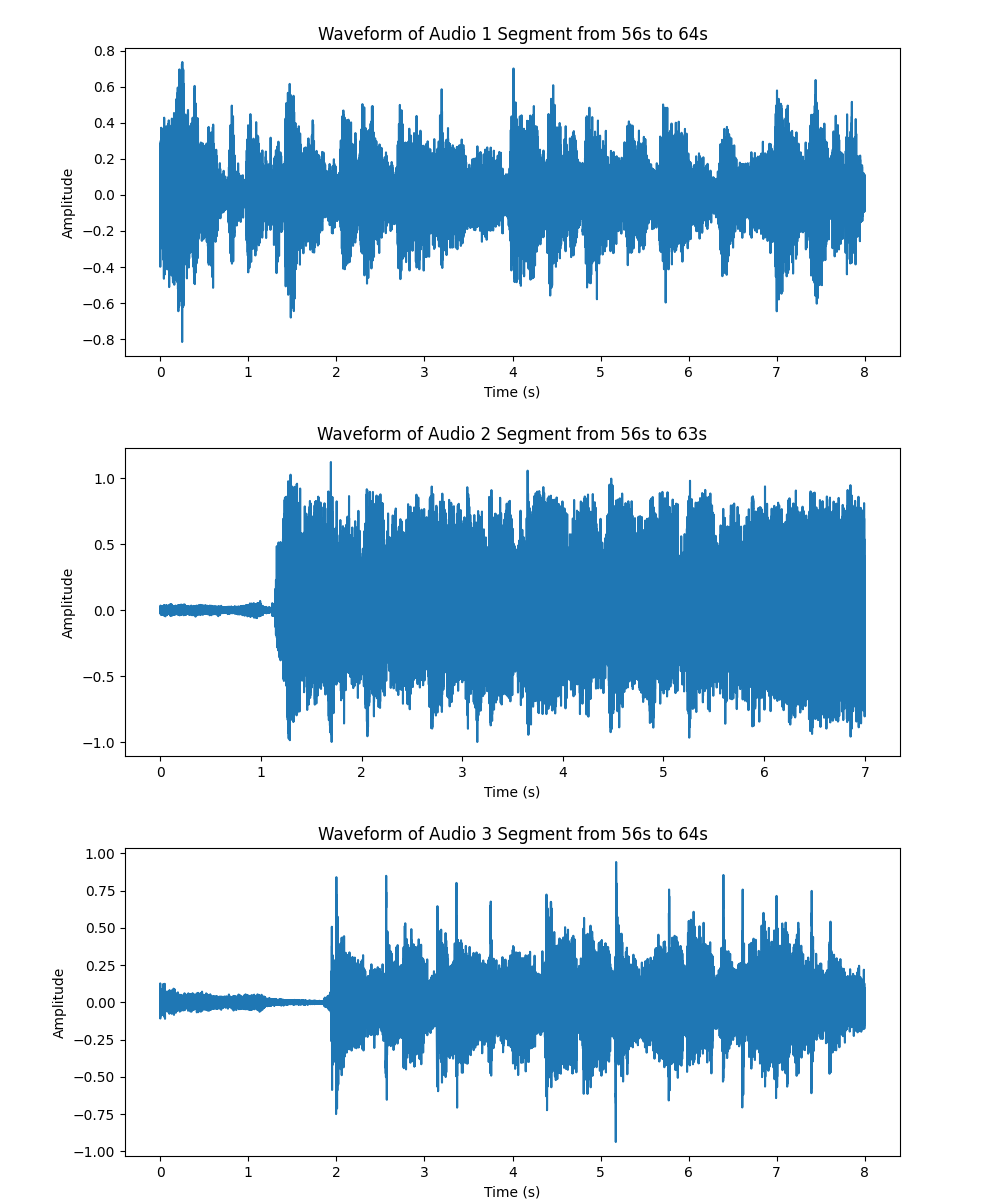 Waveform of Audio 1 Segment from 56s to 64s
0.8
0.6
0.4
0.2
0.0
−0.2
−0.4
−0.6
−0.8
Amplitude
0 1 2 3 4 5 6 7 8
Time (s)
Waveform of Audio 2 Segment from 56s to 63s
1.0
0.5
0.0
−0.5
−1.0
Amplitude
0 1 2 3 4 5 6 7
Time (s)
Waveform of Audio 3 Segment from 56s to 64s
1.00
0.75
0.50
0.25
0.00
−0.25
−0.50
−0.75
−1.00
Amplitude
0 1 2 3 4 5 6 7 8
Time (s)